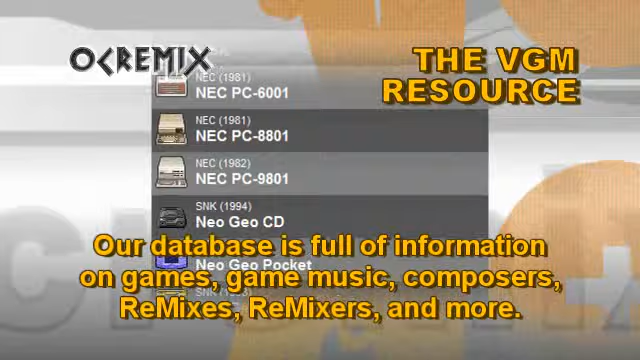 OCREMIX
THE VGM
RESOURCE
NEC (1981)
NEC PC-6001
NEC (1981)
NEC PC-8801
NEC (1982)
NEC PC-9801
SNK (1994)
Neo Geo CD
Neo Geo Pocket
Our database is full of information
on games, game music, composers,
ReMixes, ReMixers, and more.